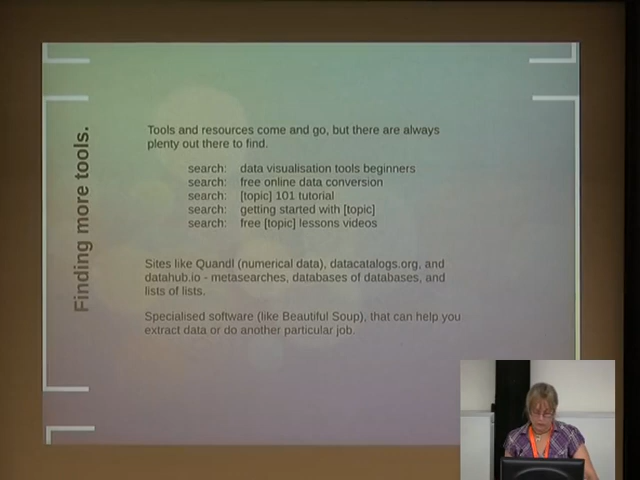 Finding more tools.
Tools and resources come and go, but there are always
plenty out there to find.
search: data visualisation tools beginners
search: free online data conversion
search: [topic] 101 tutorial
search: getting started with [topic]
search: free [topic] lessons videos
Sites like Quandl (numerical data), datacatalogs.org, and
datahub.io - metasearches, databases of databases, and
lists of lists.
Specialised software (like Beautiful Soup), that can help you
extract data or do another particular job.